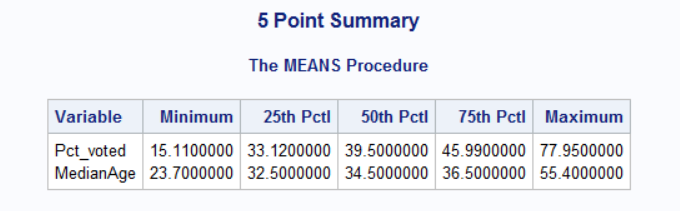 5 Point Summary
The MEANS Procedure
Variable Minimum 25th Pctl 50th Pctl 75th Pctl Maximum
Pct_voted 15.1100000 33.1200000 39.5000000 45.9900000 77.9500000
MedianAge 23.7000000 32.5000000 34.5000000 36.5000000 55.4000000